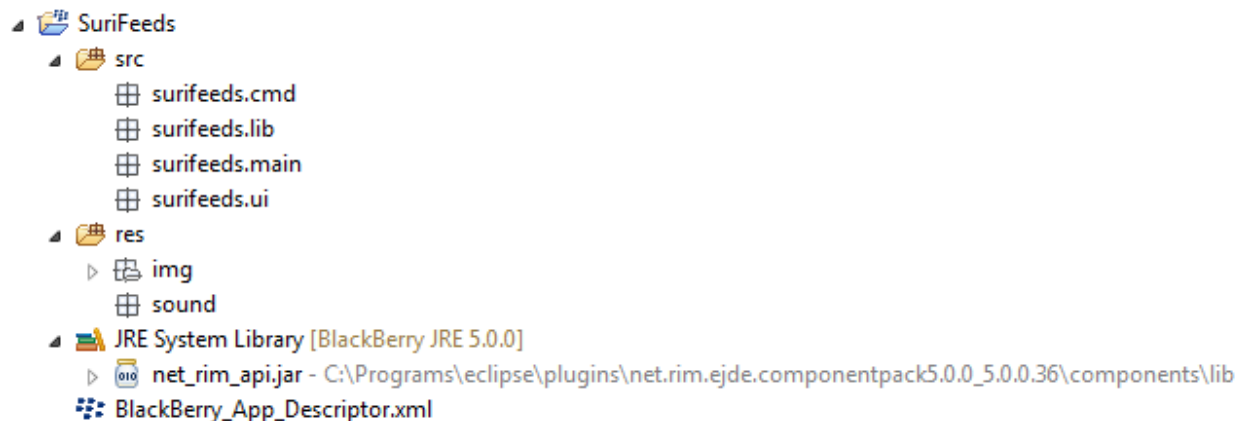 SuriFeeds
src
surifeeds.cmd
surifeeds.lib
surifeeds.main
surifeeds.ui
res
img
sound
JRE System Library [BlackBerry JRE 5.0.0]
net_rim_api.jar - C:\Programs\eclipse\plugins\net.rim.ejde.componentpack5.0.0_5.0.0.36\components\lib
BlackBerry_App_Descriptor.xml